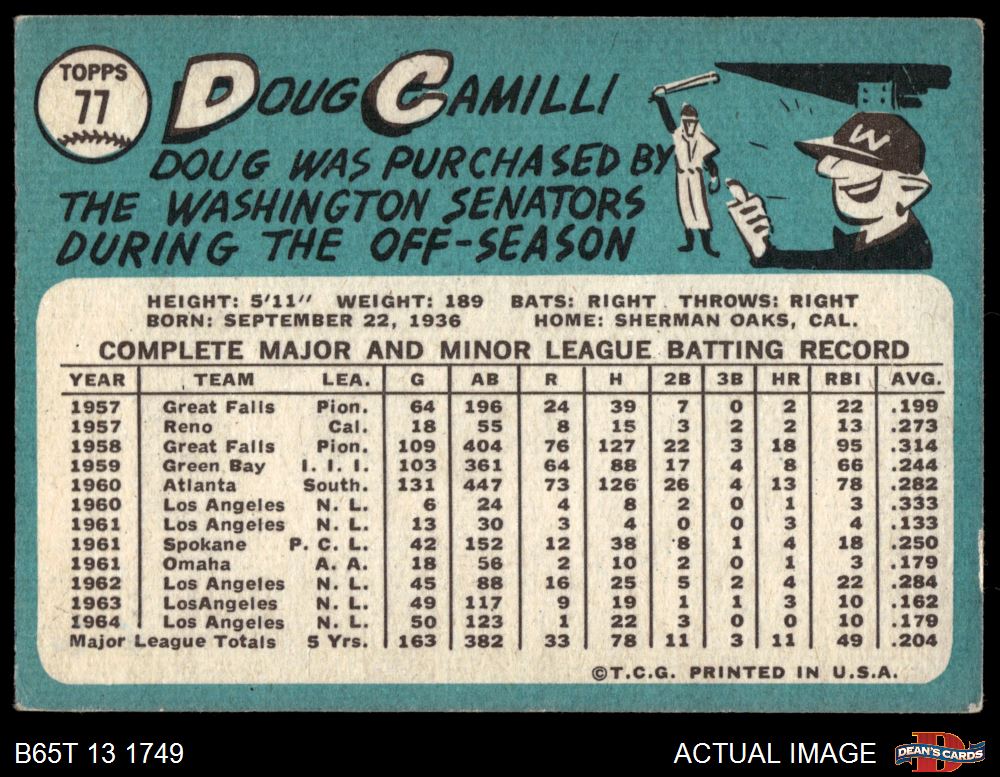 TOPPS
77
DOUG CAMILLI
DOUG WAS PURCHASED BY
THE WASHINGTON SENATORS
DURING THE OFF-SEASON
W
HEIGHT: 5'11" WEIGHT: 189 BATS: RIGHT THROWS: RIGHT
BORN: SEPTEMBER 22, 1936 HOME: SHERMAN OAKS, CAL.
COMPLETE MAJOR AND MINOR LEAGUE BATTING RECORD
YEAR TEAM LEA. G AB R H 2B 3B HR RBI AVG.
1957 Great Falls Pion. 64 196 24 39 7 0 2 22 .199
1957 Reno Cal. 18 55 8 15 3 2 2 13 .273
1958 Great Falls Pion. 109 404 76 127 22 3 18 95 .314
1959 Green Bay I. I. I. 103 361 64 88 17 4 8 66 .244
1960 Atlanta South. 131 447 73 126 26 4 13 78 .282
1960 Los Angeles N. L. 6 24 4 8 2 0 1 3 .333
1961 Los Angeles N. L. 13 30 3 4 0 0 3 4 .133
1961 Spokane P. C. L. 42 152 12 38 8 1 4 18 .250
1961 Omaha A. A. 18 56 2 10 2 0 1 3 .179
1962 Los Angeles N. L. 45 88 16 25 5 2 4 22 .284
1963 LosAngeles N. L. 49 117 9 19 1 1 3 10 .162
1964 Los Angeles N. L. 50 123 1 22 3 0 0 10 .179
Major League Totals 5 Yrs. 163 382 33 78 11 3 11 49 .204
©T.C.G. PRINTED IN U.S.A.
B65T 13 1749
ACTUAL IMAGE
DEAN'S CARDS